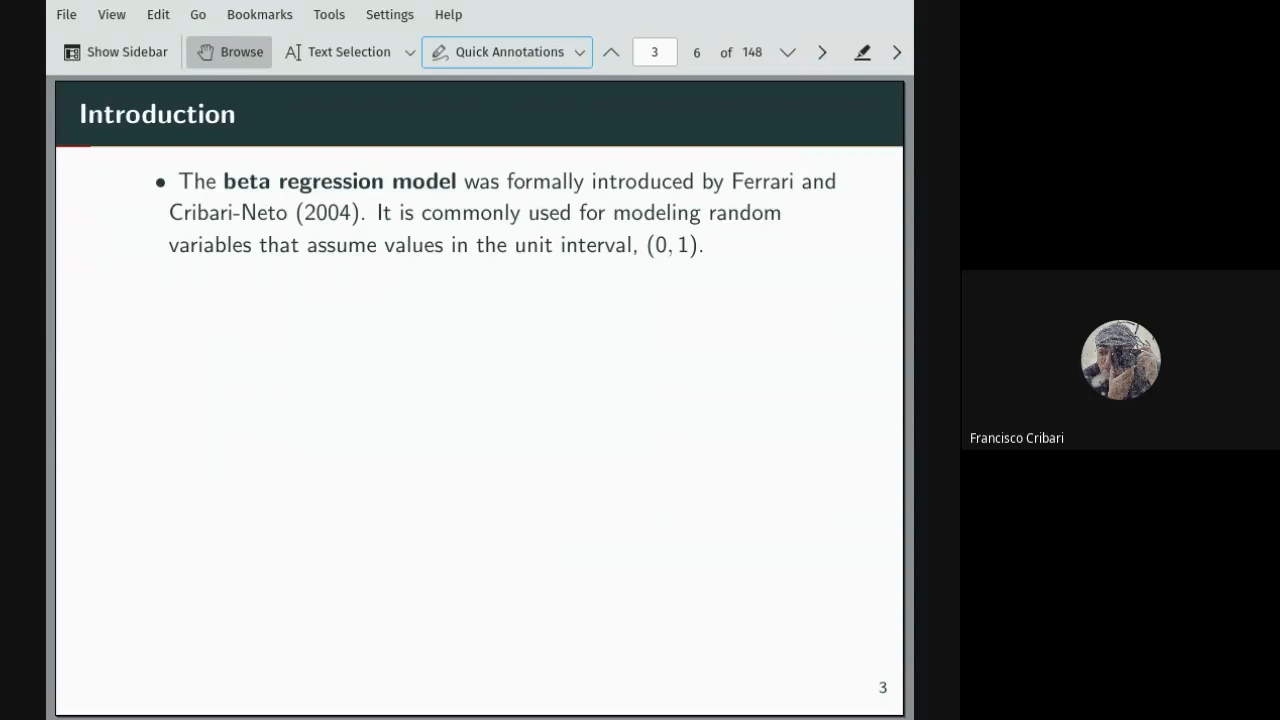 File View Edit Go Bookmarks Tools Settings Help
Show Sidebar Browse Text Selection Quick Annotations 3 6 of 148
Introduction
• The beta regression model was formally introduced by Ferrari and
Cribari-Neto (2004). It is commonly used for modeling random
variables that assume values in the unit interval, (0, 1).
Francisco Cribari
3